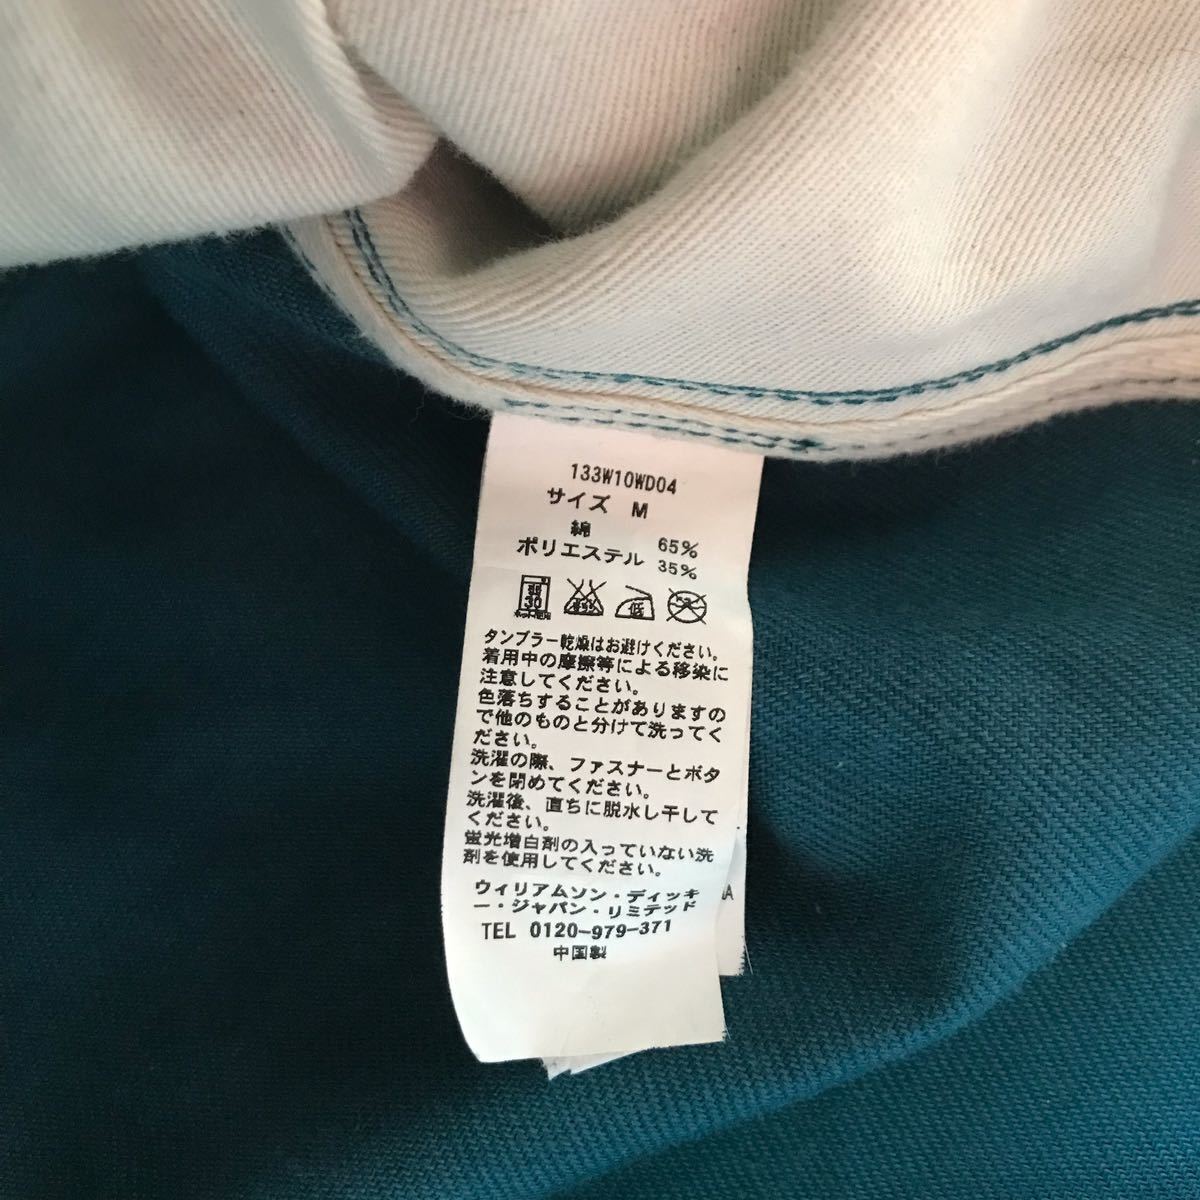 133W10WD04
サイズ M
綿 65%
ポリエステル 35%
30
低
タンブラー乾燥はお避けください。
着用中の摩擦等による移染に
注意してください。
色落ちすることがありますの
で他のものと分けて洗ってく
ださい。
洗濯の際、ファスナーとボタ
ンを閉めてください。
洗濯後、直ちに脱水し干して
ください。
蛍光増白剤の入っていない洗
剤を使用してください。
ウィリアムソン・ディッキ
ー・ジャパン・リミテッド
TEL 0120-979-371
中国製